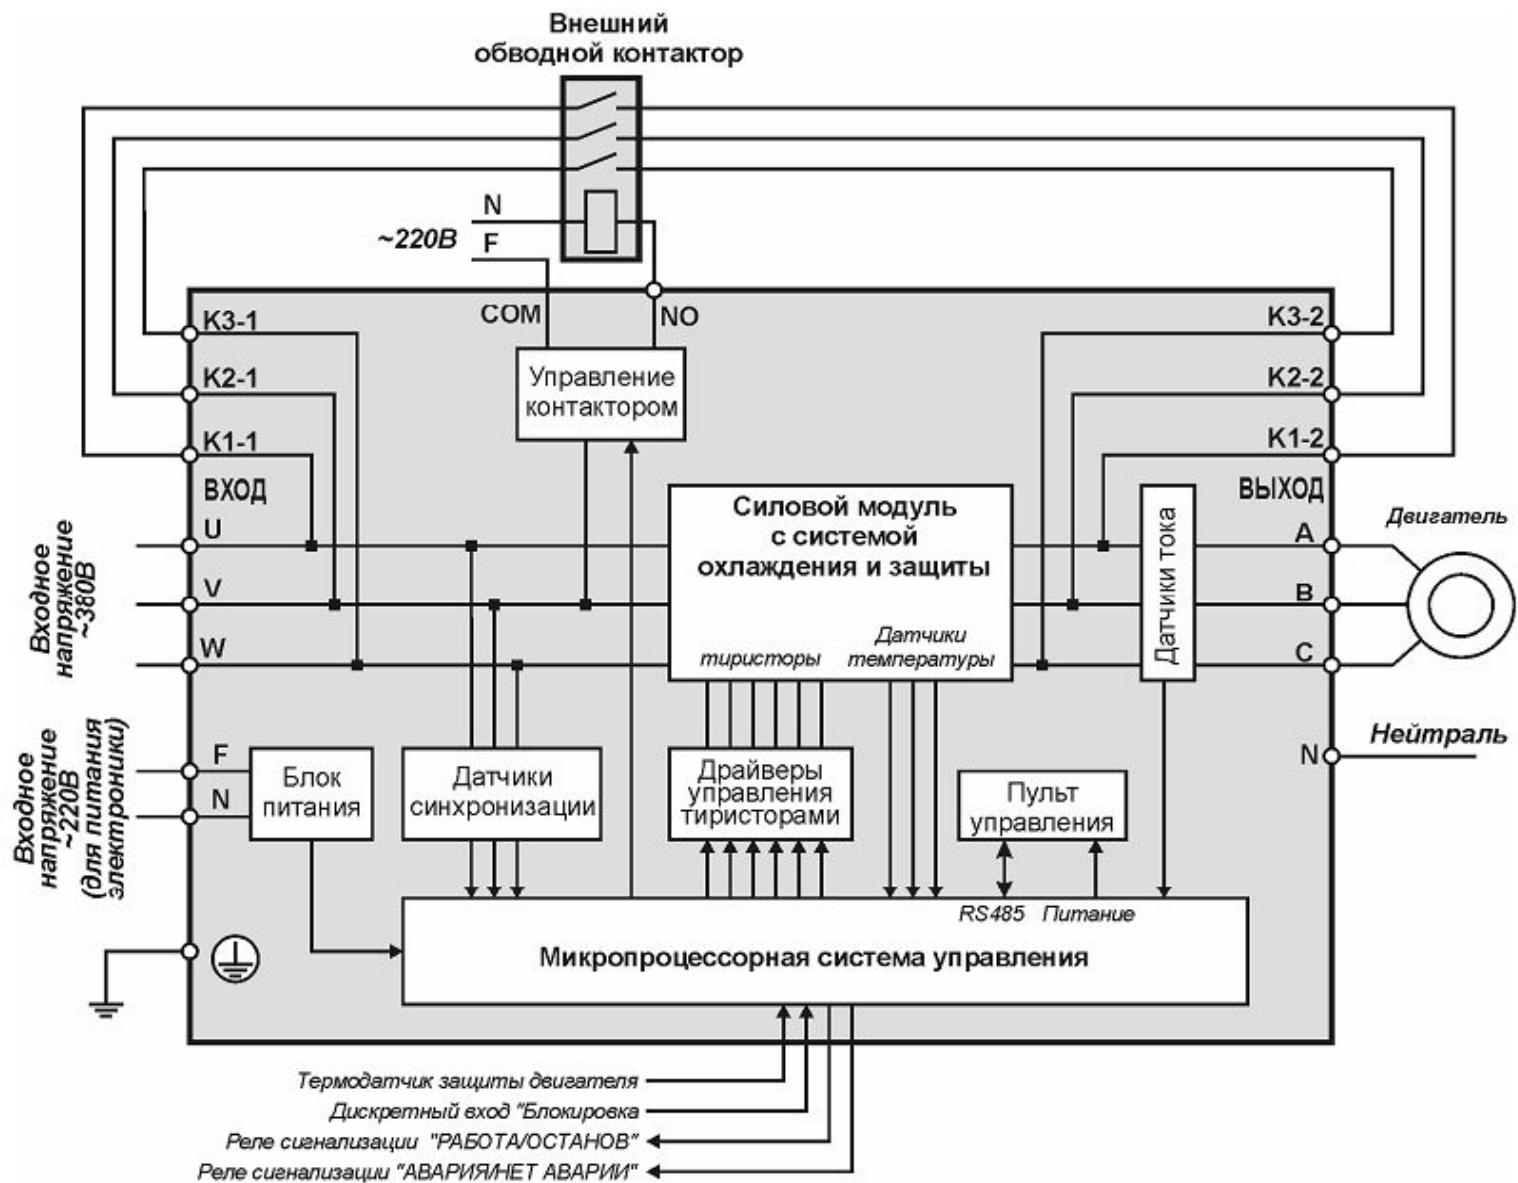 Внешний
обводной контактор
N
~220В
F
COM
NO
K3-1
K3-2
Управление
контактором
K2-1
K2-2
K1-1
K1-2
ВХОД
ВЫХОД
Силовой модуль
с системой
охлаждения и защиты
тиристоры
Датчики
температуры
Датчики тока
Двигатель
Входное
напряжение
~380В
U
V
W
A
B
C
Нейтраль
N
Входное
напряжение
~220В
(для питания
электроники)
F
N
Блок
питания
Датчики
синхронизации
Драйверы
управления
тиристорами
Пульт
управления
RS485
Питание
Микропроцессорная система управления
Термодатчик защиты двигателя
Дискретный вход "Блокировка
Реле сигнализации "РАБОТА/ОСТАНОВ"
Реле сигнализации "АВАРИЯ/НЕТ АВАРИИ"